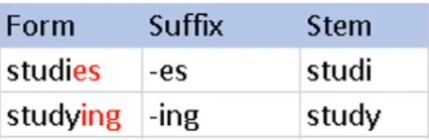 Form Suffix Stem
studies -es studi
studying -ing study